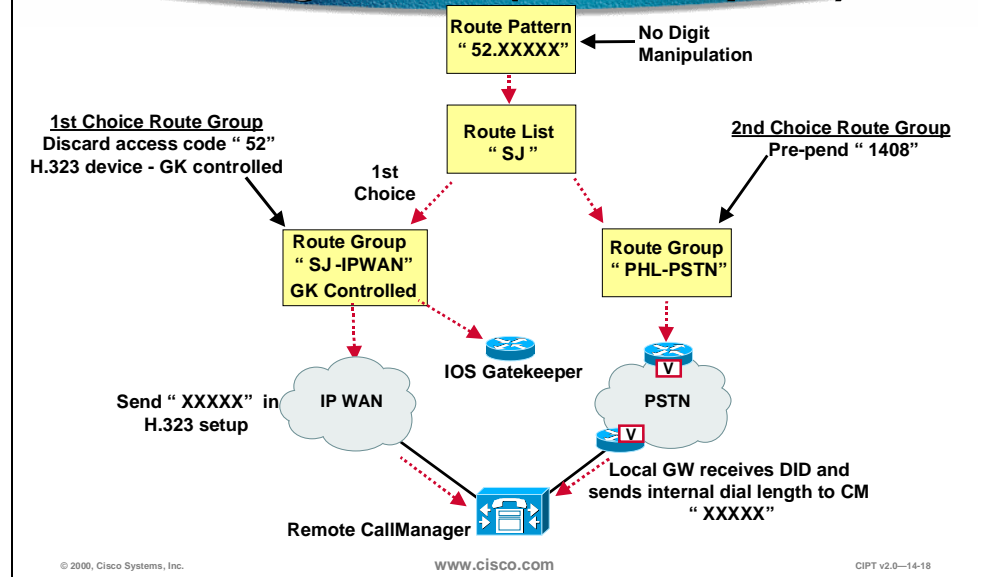 Route Pattern
“ 52.XXXXX”
No Digit
Manipulation
1st Choice Route Group
Discard access code “ 52”
H.323 device - GK controlled
Route List
“ SJ ”
2nd Choice Route Group
Pre-pend “ 1408”
1st
Choice
Route Group
“ SJ -IPWAN”
GK Controlled
Route Group
“ PHL-PSTN”
IOS Gatekeeper
V
Send “ XXXXX” in
H.323 setup
IP WAN
PSTN
V
Local GW receives DID and
sends internal dial length to CM
“ XXXXX”
Remote CallManager
© 2000, Cisco Systems, Inc.
www.cisco.com
CIPT v2.0—14-18